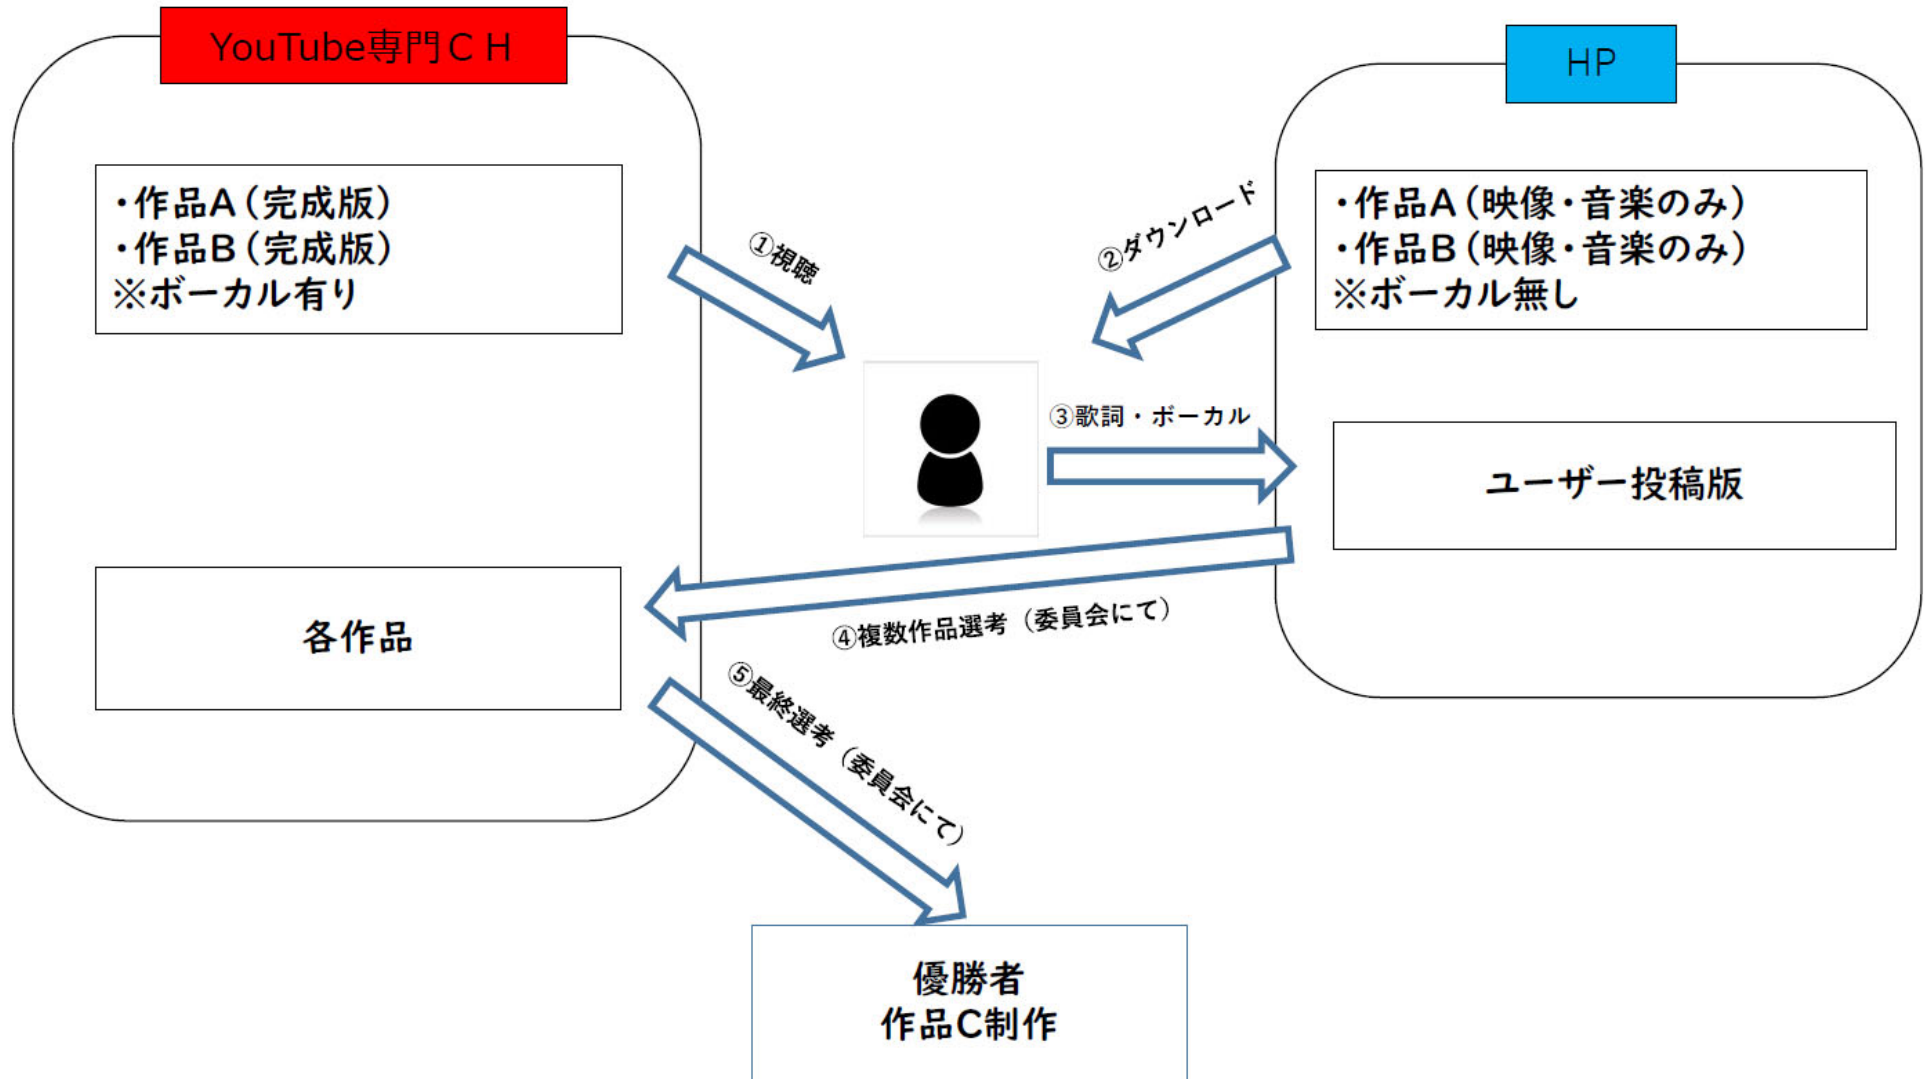 YouTube専門ＣＨ
HP
・作品A（完成版）
・作品B（完成版）
※ボーカル有り
①視聴
②ダウンロード
・作品A（映像・音楽のみ）
・作品B（映像・音楽のみ）
※ボーカル無し
③歌詞・ボーカル
ユーザー投稿版
④複数作品選考（委員会にて）
各作品
⑤最終選考（委員会にて）
優勝者
作品C制作